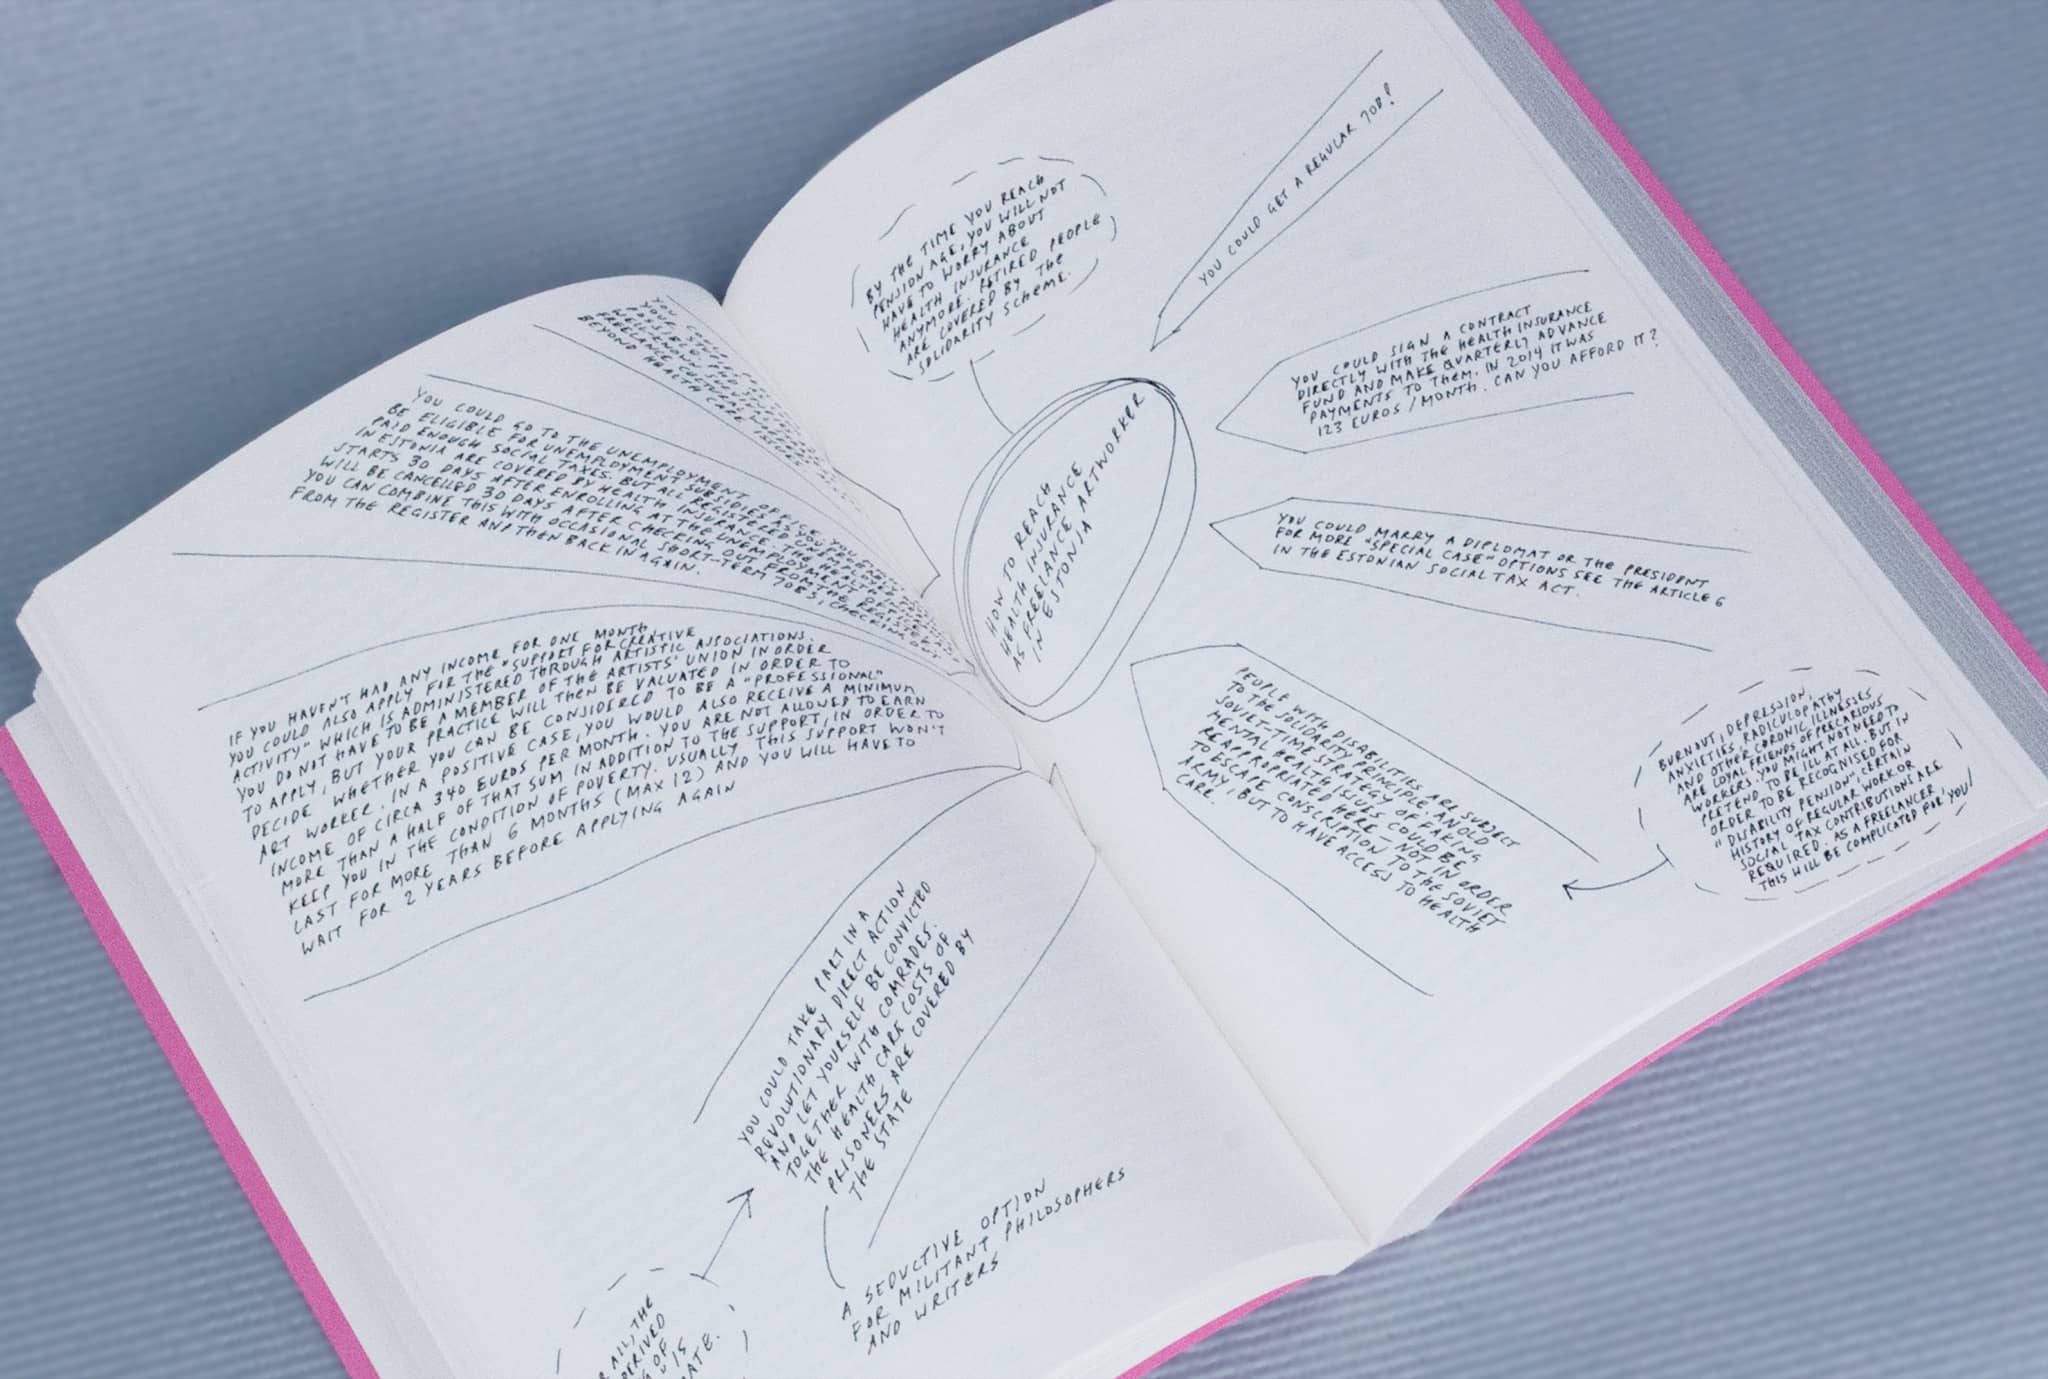 HOW TO REACH
HEALTH INSURANCE
AS FREELANCE ARTWORKER
IN ESTONIA
BY THE TIME YOU REACH
PENSION AGE, YOU WILL NOT
HAVE TO WORRY ABOUT
HEALTH INSURANCE
ANYMORE. RETIRED PEOPLE
ARE COVERED BY THE
SOLIDARITY SCHEME.
YOU COULD GET A REGULAR JOB!
YOU COULD SIGN A CONTRACT
DIRECTLY WITH THE HEALTH INSURANCE
FUND AND MAKE QUARTERLY ADVANCE
PAYMENTS TO THEM. IN 2014 IT WAS
123 EUROS / MONTH. CAN YOU AFFORD IT?
YOU COULD MARRY A DIPLOMAT OR THE PRESIDENT
FOR MORE "SPECIAL CASE" OPTIONS SEE THE ARTICLE 6
IN THE ESTONIAN SOCIAL TAX ACT.
PEOPLE WITH DISABILITIES ARE SUBJECT
TO THE SOLIDARITY PRINCIPLE. AN OLD
SOVIET-TIME STRATEGY OF FAKING
MENTAL HEALTH ISSUES COULD BE
REAPPROPRIATED HERE – NOT IN ORDER
TO ESCAPE CONSCRIPTION TO THE SOVIET
ARMY, BUT TO HAVE ACCESS TO HEALTH
CARE.
BURNOUT, DEPRESSION,
ANXIETIES, RADICULOPATHY
AND OTHER CORONIC ILLNESSES
ARE LOYAL FRIENDS OF PRECARIOUS
WORKERS. YOU MIGHT NOT NEED TO
PRETEND TO BE ILL AT ALL. BUT IN
ORDER TO BE RECOGNISED FOR
"DISABILITY PENSION", CERTAIN
HISTORY OF REGULAR WORK OR
SOCIAL TAX CONTRIBUTIONS ARE
REQUIRED. AS A FREELANCER,
THIS WILL BE COMPLICATED FOR YOU
YOU COULD
BEYOND HEALTH CARE ISSUES
YOU COULD GO TO THE UNEMPLOYMENT OFFICE. YOU
BE ELIGIBLE FOR UNEMPLOYMENT SUBSIDIES AS YOU
PAID ENOUGH SOCIAL TAXES. BUT ALL REGISTERED UNEMPLOYED
IN ESTONIA ARE COVERED BY HEALTH INSURANCE. THE HEALTH
STARTS 30 DAYS AFTER ENROLLING AT THE UNEMPLOYMENT
WILL BE CANCELLED 30 DAYS AFTER CHECKING OUT FROM THE REGISTER.
YOU CAN COMBINE THIS WITH OCCASIONAL SHORT-TERM JOBS, CHECKING OUT
FROM THE REGISTER AND THEN BACK IN AGAIN.
IF YOU HAVEN'T HAD ANY INCOME FOR ONE MONTH,
YOU COULD ALSO APPLY FOR THE "SUPPORT FOR CREATIVE
ACTIVITY" WHICH IS ADMINISTERED THROUGH ARTISTIC ASSOCIATIONS.
YOU DO NOT HAVE TO BE A MEMBER OF THE ARTISTS' UNION IN ORDER
TO APPLY, BUT YOUR PRACTICE WILL THEN BE VALUATED IN ORDER TO
DECIDE WHETHER YOU CAN BE CONSIDERED TO BE A "PROFESSIONAL"
ART WORKER. IN A POSITIVE CASE, YOU WOULD ALSO RECEIVE A MINIMUM
INCOME OF CIRCA 340 EUROS PER MONTH. YOU ARE NOT ALLOWED TO EARN
MORE THAN A HALF OF THAT SUM IN ADDITION TO THE SUPPORT, IN ORDER TO
KEEP YOU IN THE CONDITION OF POVERTY. USUALLY THIS SUPPORT WON'T
LAST FOR MORE THAN 6 MONTHS (MAX 12) AND YOU WILL HAVE TO
WAIT FOR 2 YEARS BEFORE APPLYING AGAIN
YOU COULD TAKE PART IN A
REVOLUTIONARY DIRECT ACTION
AND LET YOURSELF BE CONVICTED
TOGETHER WITH COMRADES.
THE HEALTH CARE COSTS OF
PRISONERS ARE COVERED BY
THE STATE
A SEDUCTIVE OPTION
FOR MILITANT PHILOSOPHERS
AND WRITERS
ALL, THE
OF
IS